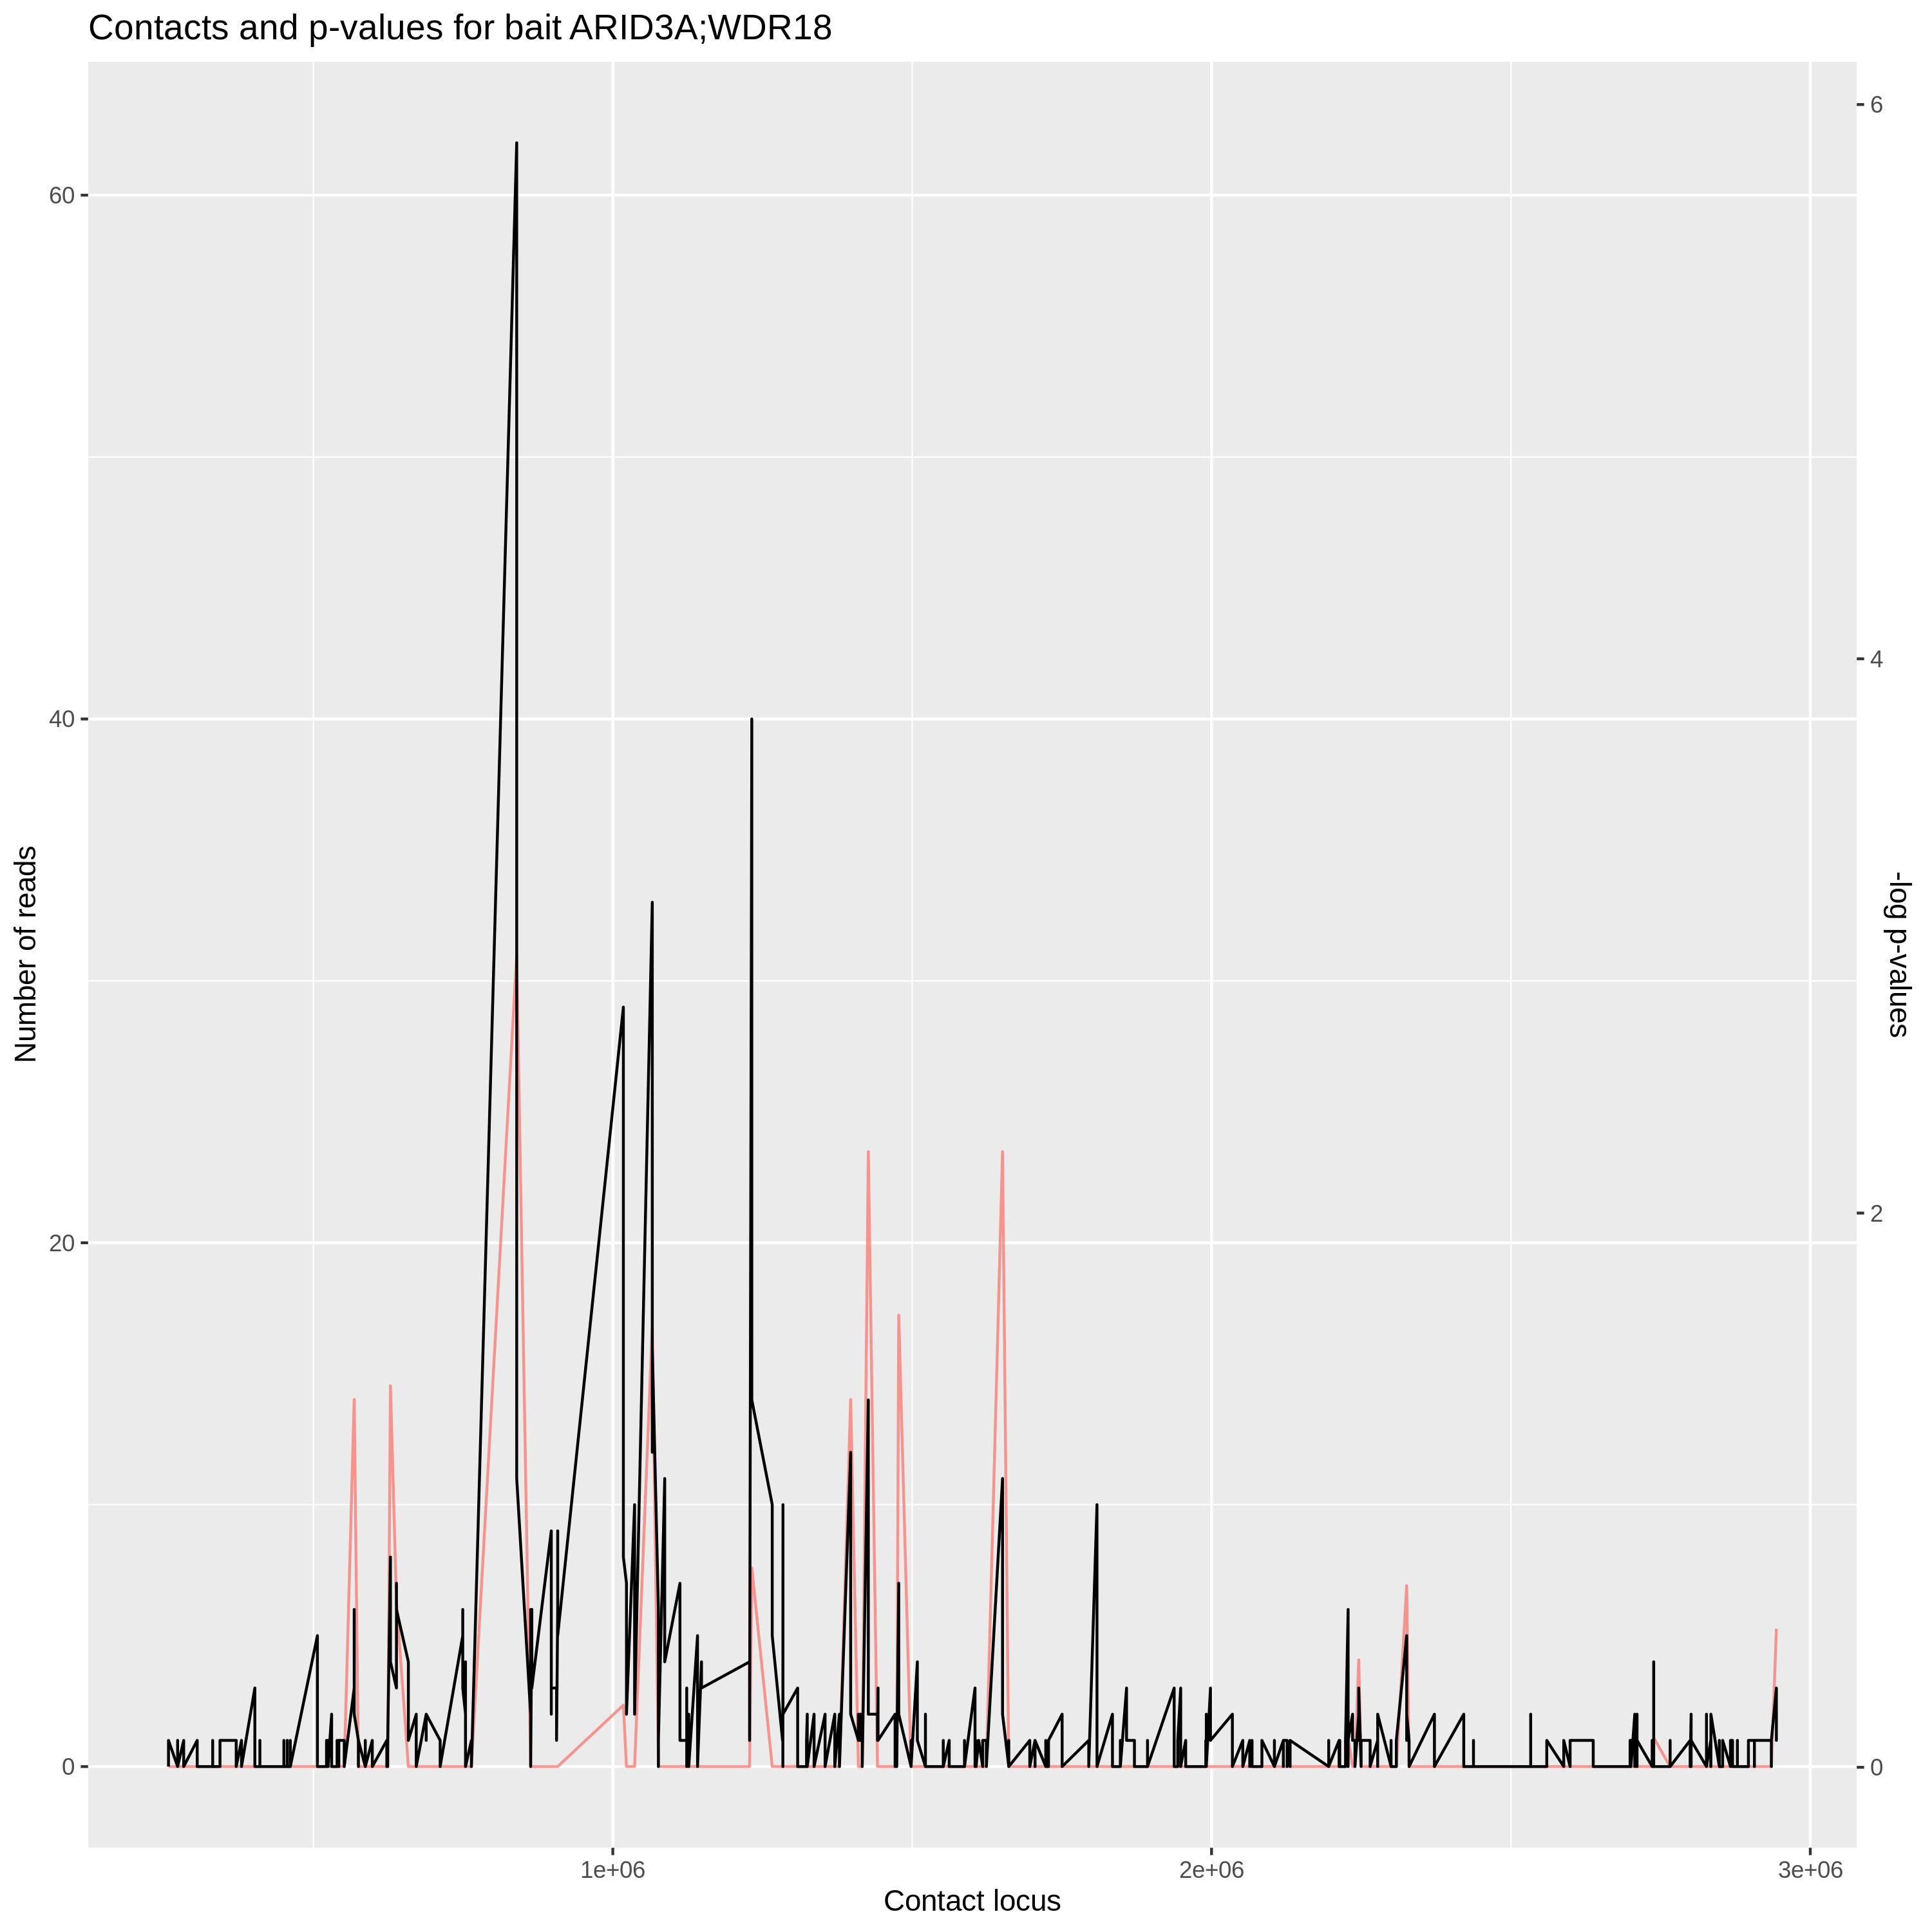 Contacts and p-values for bait ARID3A;WDR18
6
60
4
40
Number of reads
-log p-values
2
20
0
0
1e+06
2e+06
3e+06
Contact locus